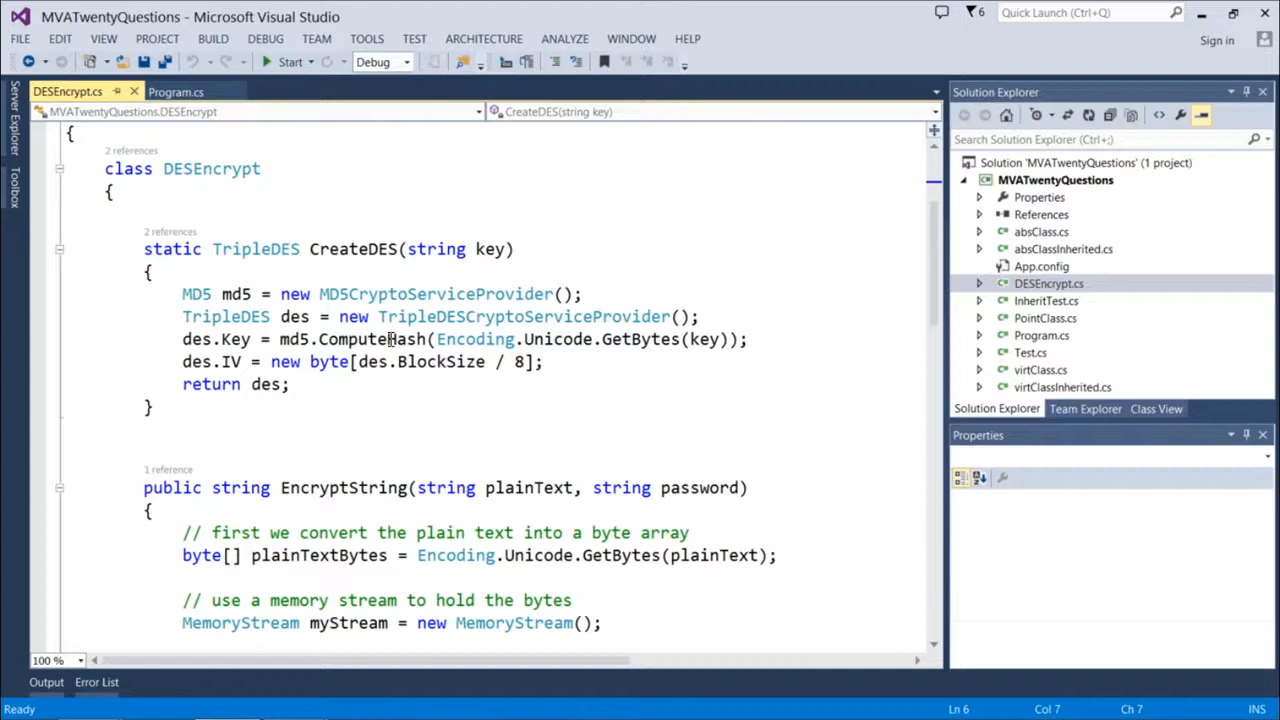 MVATwentyQuestions - Microsoft Visual Studio
6
Quick Launch (Ctrl+Q)
FILE EDIT VIEW PROJECT BUILD DEBUG TEAM TOOLS TEST ARCHITECTURE ANALYZE WINDOW HELP
Sign in
Start Debug
Server Explorer
Toolbox
DESEncrypt.cs
Program.cs
MVATwentyQuestions.DESEncrypt
CreateDES(string key)
{
2 references
class DESEncrypt
{
2 references
static TripleDES CreateDES(string key)
{
MD5 md5 = new MD5CryptoServiceProvider();
TripleDES des = new TripleDESCryptoServiceProvider();
des.Key = md5.ComputeHash(Encoding.Unicode.GetBytes(key));
des.IV = new byte[des.BlockSize / 8];
return des;
}
1 reference
public string EncryptString(string plainText, string password)
{
// first we convert the plain text into a byte array
byte[] plainTextBytes = Encoding.Unicode.GetBytes(plainText);
// use a memory stream to hold the bytes
MemoryStream myStream = new MemoryStream();
100 %
Solution Explorer
Search Solution Explorer (Ctrl+;)
Solution 'MVATwentyQuestions' (1 project)
MVATwentyQuestions
Properties
References
absClass.cs
absClassInherited.cs
App.config
DESEncrypt.cs
InheritTest.cs
PointClass.cs
Program.cs
Test.cs
virtClass.cs
virtClassInherited.cs
Solution Explorer Team Explorer Class View
Properties
Output Error List
Ready
Ln 6 Col 7 Ch 7 INS